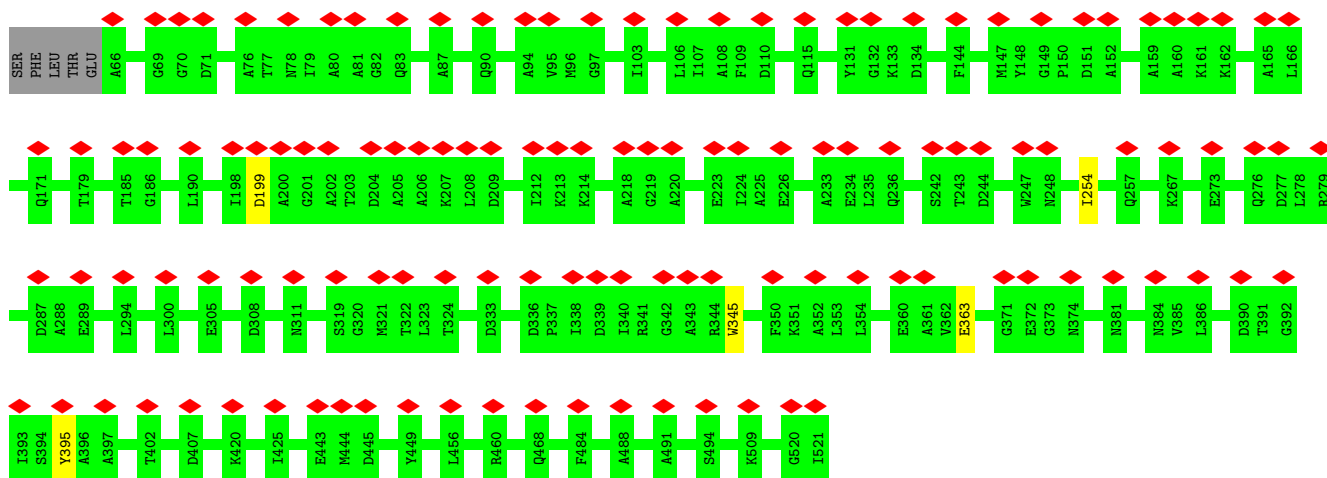 SER PHE LEU THR GLU A66 G69 G70 D71 A76 T77 N78 I79 A80 A81 G82 Q83 A87 Q90 A94 V95 M96 G97 I103 L106 I107 A108 F109 D110 Q115 Y131 G132 K133 D134 F144 M147 Y148 G149 P150 D151 A152 A159 A160 K161 K162 A165 L166
Q171 T179 T185 G186 L190 I198 D199 A200 G201 A202 T203 D204 A205 A206 K207 L208 D209 I212 K213 K214 A218 G219 A220 E223 I224 A225 E226 A233 E234 L235 Q236 S242 T243 D244 W247 N248 I254 Q257 K267 E273 Q276 D277 L278 R279
D287 A288 E289 L294 L300 E305 D308 N311 S319 G320 M321 T322 L323 T324 D333 D336 P337 I338 D339 I340 R341 G342 A343 R344 W345 F350 K351 A352 L353 L354 E360 A361 V362 E363 G371 E372 G373 N374 N381 N384 V385 L386 D390 T391 G392
I393 S394 Y395 A396 A397 T402 D407 K420 I425 E443 M444 D445 Y449 L456 R460 Q468 F484 A488 A491 S494 K509 G520 I521